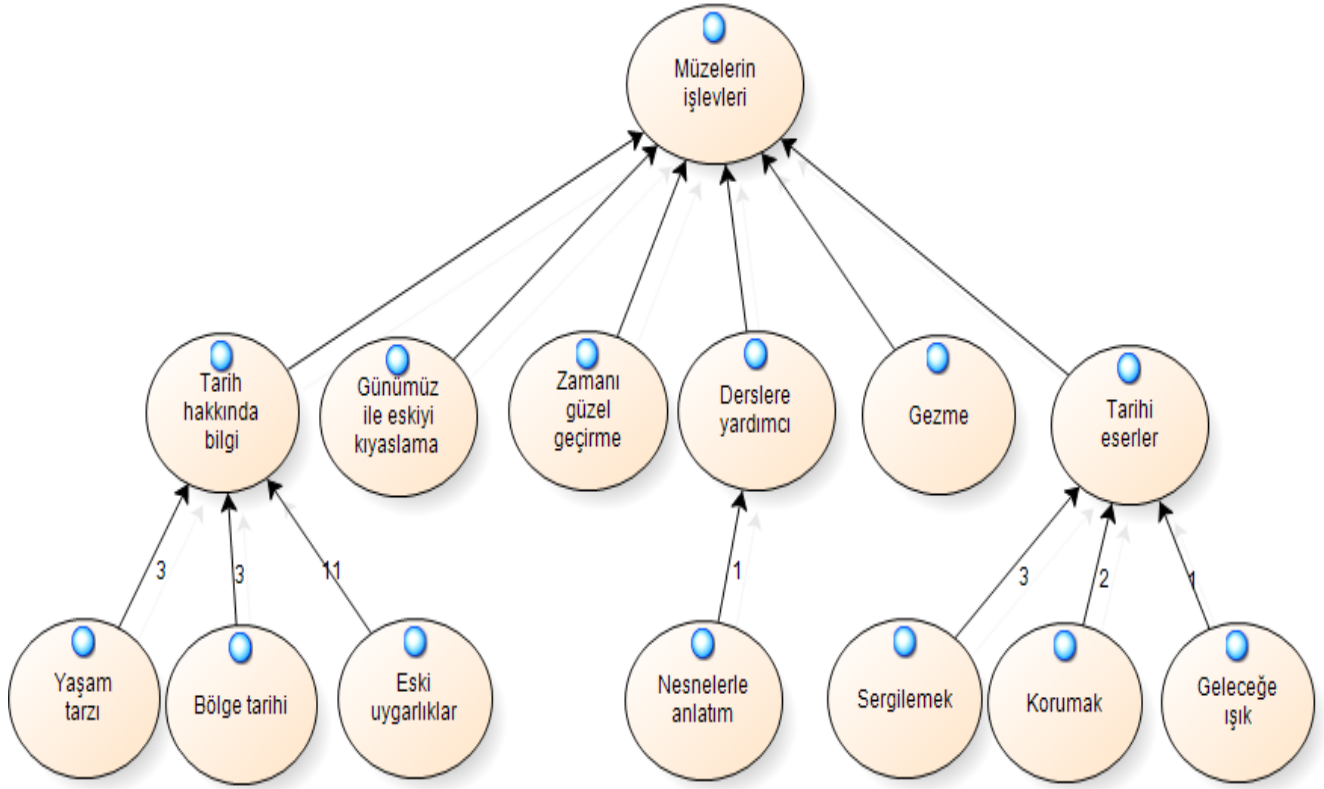 Müzelerin
işlevleri
Tarih
hakkında
bilgi
Günümüz
ile eskiyi
kıyaslama
Zamanı
güzel
geçirme
Derslere
yardımcı
Gezme
Tarihi
eserler
3
3
11
1
3
2
1
Yaşam
tarzı
Bölge tarihi
Eski
uygarlıklar
Nesnelerle
anlatım
Sergilemek
Korumak
Geleceğe
ışık